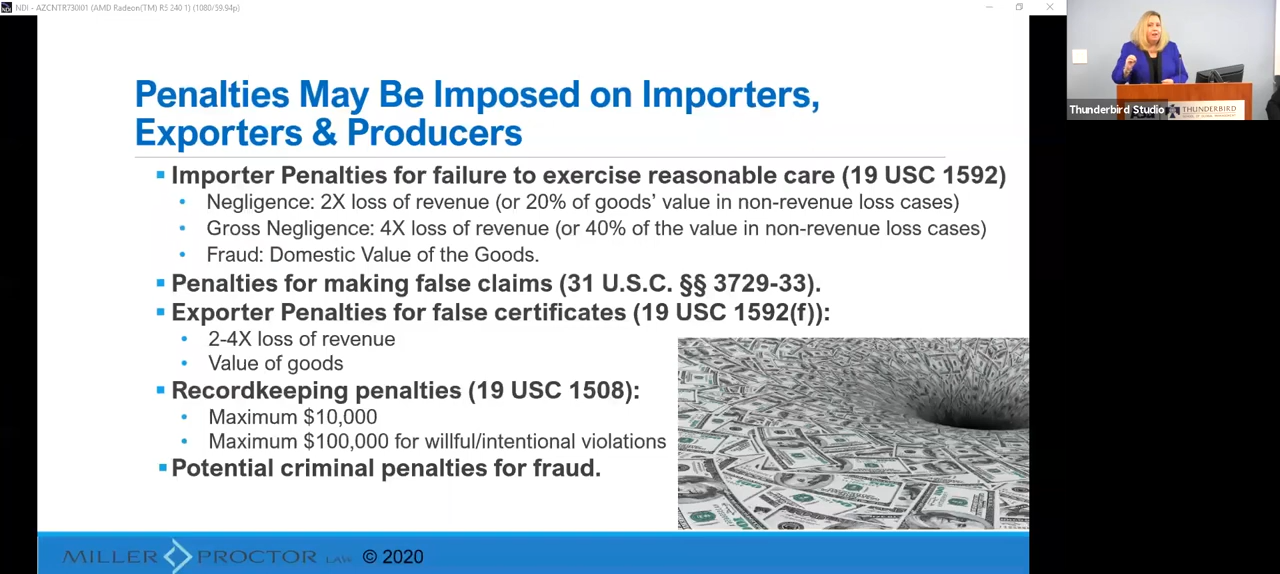 NDI - AZCNTR730I01 (AMD Radeon(TM) R5 240 1) (1080/59.94p)
Penalties May Be Imposed on Importers,
Exporters & Producers
▪ Importer Penalties for failure to exercise reasonable care (19 USC 1592)
• Negligence: 2X loss of revenue (or 20% of goods’ value in non-revenue loss cases)
• Gross Negligence: 4X loss of revenue (or 40% of the value in non-revenue loss cases)
• Fraud: Domestic Value of the Goods.
▪ Penalties for making false claims (31 U.S.C. §§ 3729-33).
▪ Exporter Penalties for false certificates (19 USC 1592(f)):
• 2-4X loss of revenue
• Value of goods
▪ Recordkeeping penalties (19 USC 1508):
• Maximum $10,000
• Maximum $100,000 for willful/intentional violations
▪ Potential criminal penalties for fraud.
MILLER PROCTOR LAW © 2020
Thunderbird Studio
THUNDERBIRD